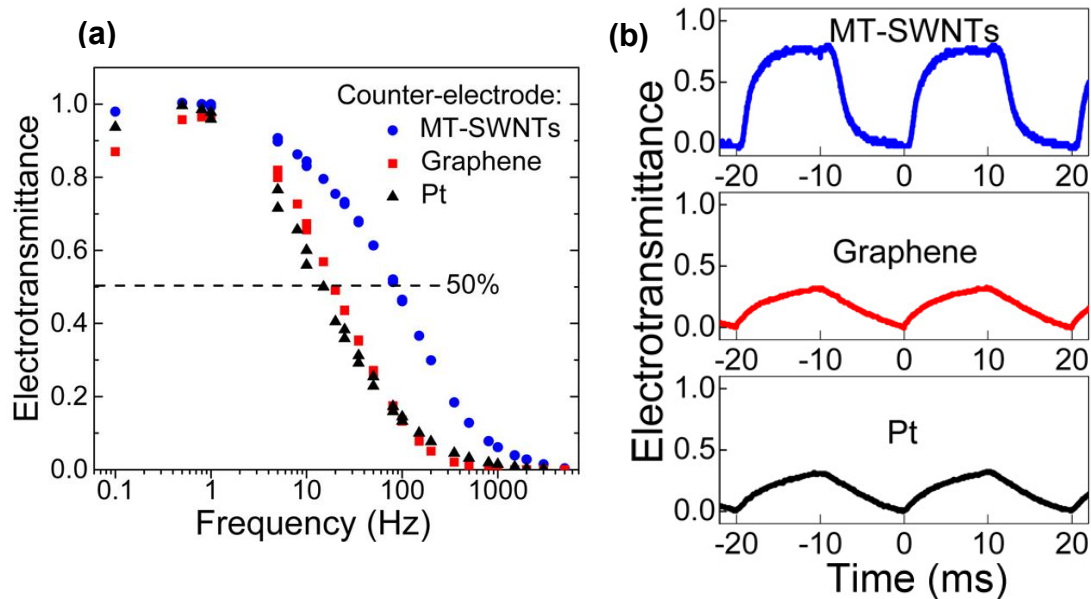 (a)
Electrotransmittance
1.0
0.8
0.6
0.4
0.2
0.0
Counter-electrode:
MT-SWNTs
Graphene
Pt
50%
0.1 1 10 100 1000
Frequency (Hz)
(b)
Electrotransmittance
MT-SWNTs
1.0
0.5
0.0
-20 -10 0 10 20
Graphene
1.0
0.5
0.0
-20 -10 0 10 20
Pt
1.0
0.5
0.0
-20 -10 0 10 20
Time (ms)